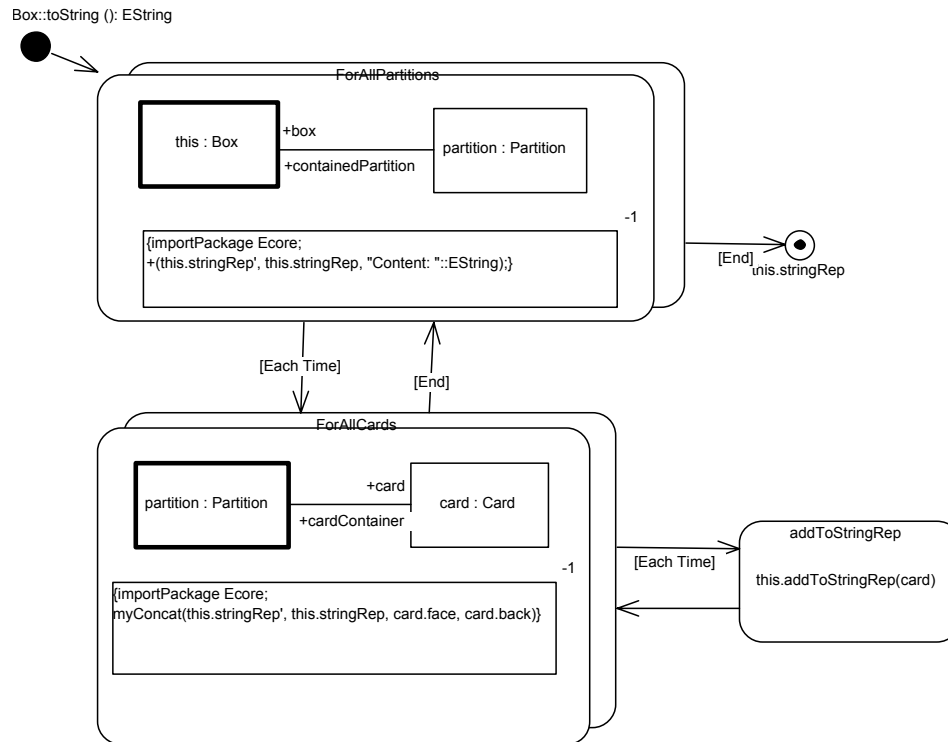 Box::toString (): EString
ForAllPartitions
this : Box
+box
+containedPartition
partition : Partition
-1
{importPackage Ecore;
+(this.stringRep', this.stringRep, "Content: "::EString);}
[End]
this.stringRep
[Each Time]
[End]
ForAllCards
partition : Partition
+card
+cardContainer
card : Card
-1
{importPackage Ecore;
myConcat(this.stringRep', this.stringRep, card.face, card.back)}
[Each Time]
addToStringRep
this.addToStringRep(card)